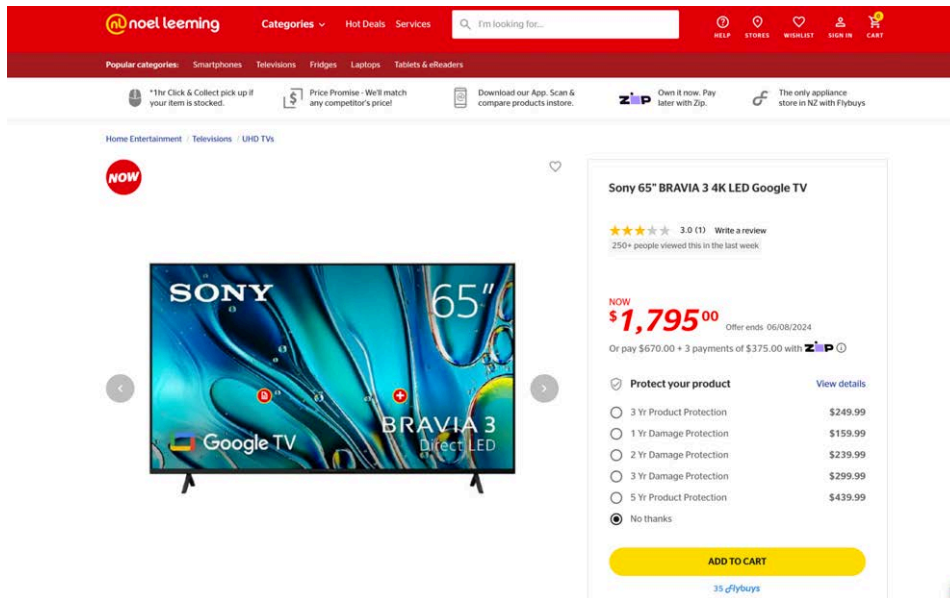 noel leeming
Categories
Hot Deals
Services
I'm looking for...
HELP
STORES
WISHLIST
SIGN IN
CART
Popular categories:
Smartphones
Televisions
Fridges
Laptops
Tablets & eReaders
*1hr Click & Collect pick up if
your item is stocked.
Price Promise - We'll match
any competitor's price!
Download our App. Scan &
compare products instore.
ZIP
Own it now. Pay
later with Zip.
The only appliance
store in NZ with Flybuys
Home Entertainment / Televisions / UHD TVs
NOW
SONY
65"
BRAVIA 3
Direct LED
Google TV
Sony 65" BRAVIA 3 4K LED Google TV
3.0 (1) Write a review
250+ people viewed this in the last week
NOW
$1,795.00
Offer ends 06/08/2024
Or pay $670.00 + 3 payments of $375.00 with ZIP
Protect your product View details
3 Yr Product Protection $249.99
1 Yr Damage Protection $159.99
2 Yr Damage Protection $239.99
3 Yr Damage Protection $299.99
5 Yr Product Protection $439.99
No thanks
ADD TO CART
35 flybuys